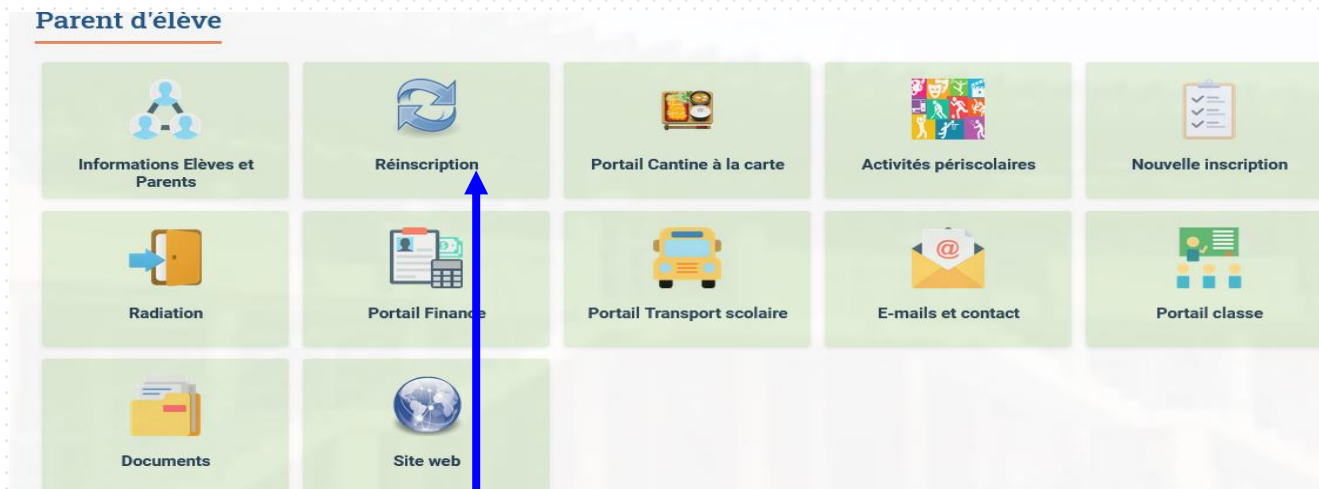 Parent d'élève
Informations Elèves et
Parents
Réinscription
Portail Cantine à la carte
Activités périscolaires
Nouvelle inscription
Radiation
Portail Finance
Portail Transport scolaire
E-mails et contact
Portail classe
Documents
Site web